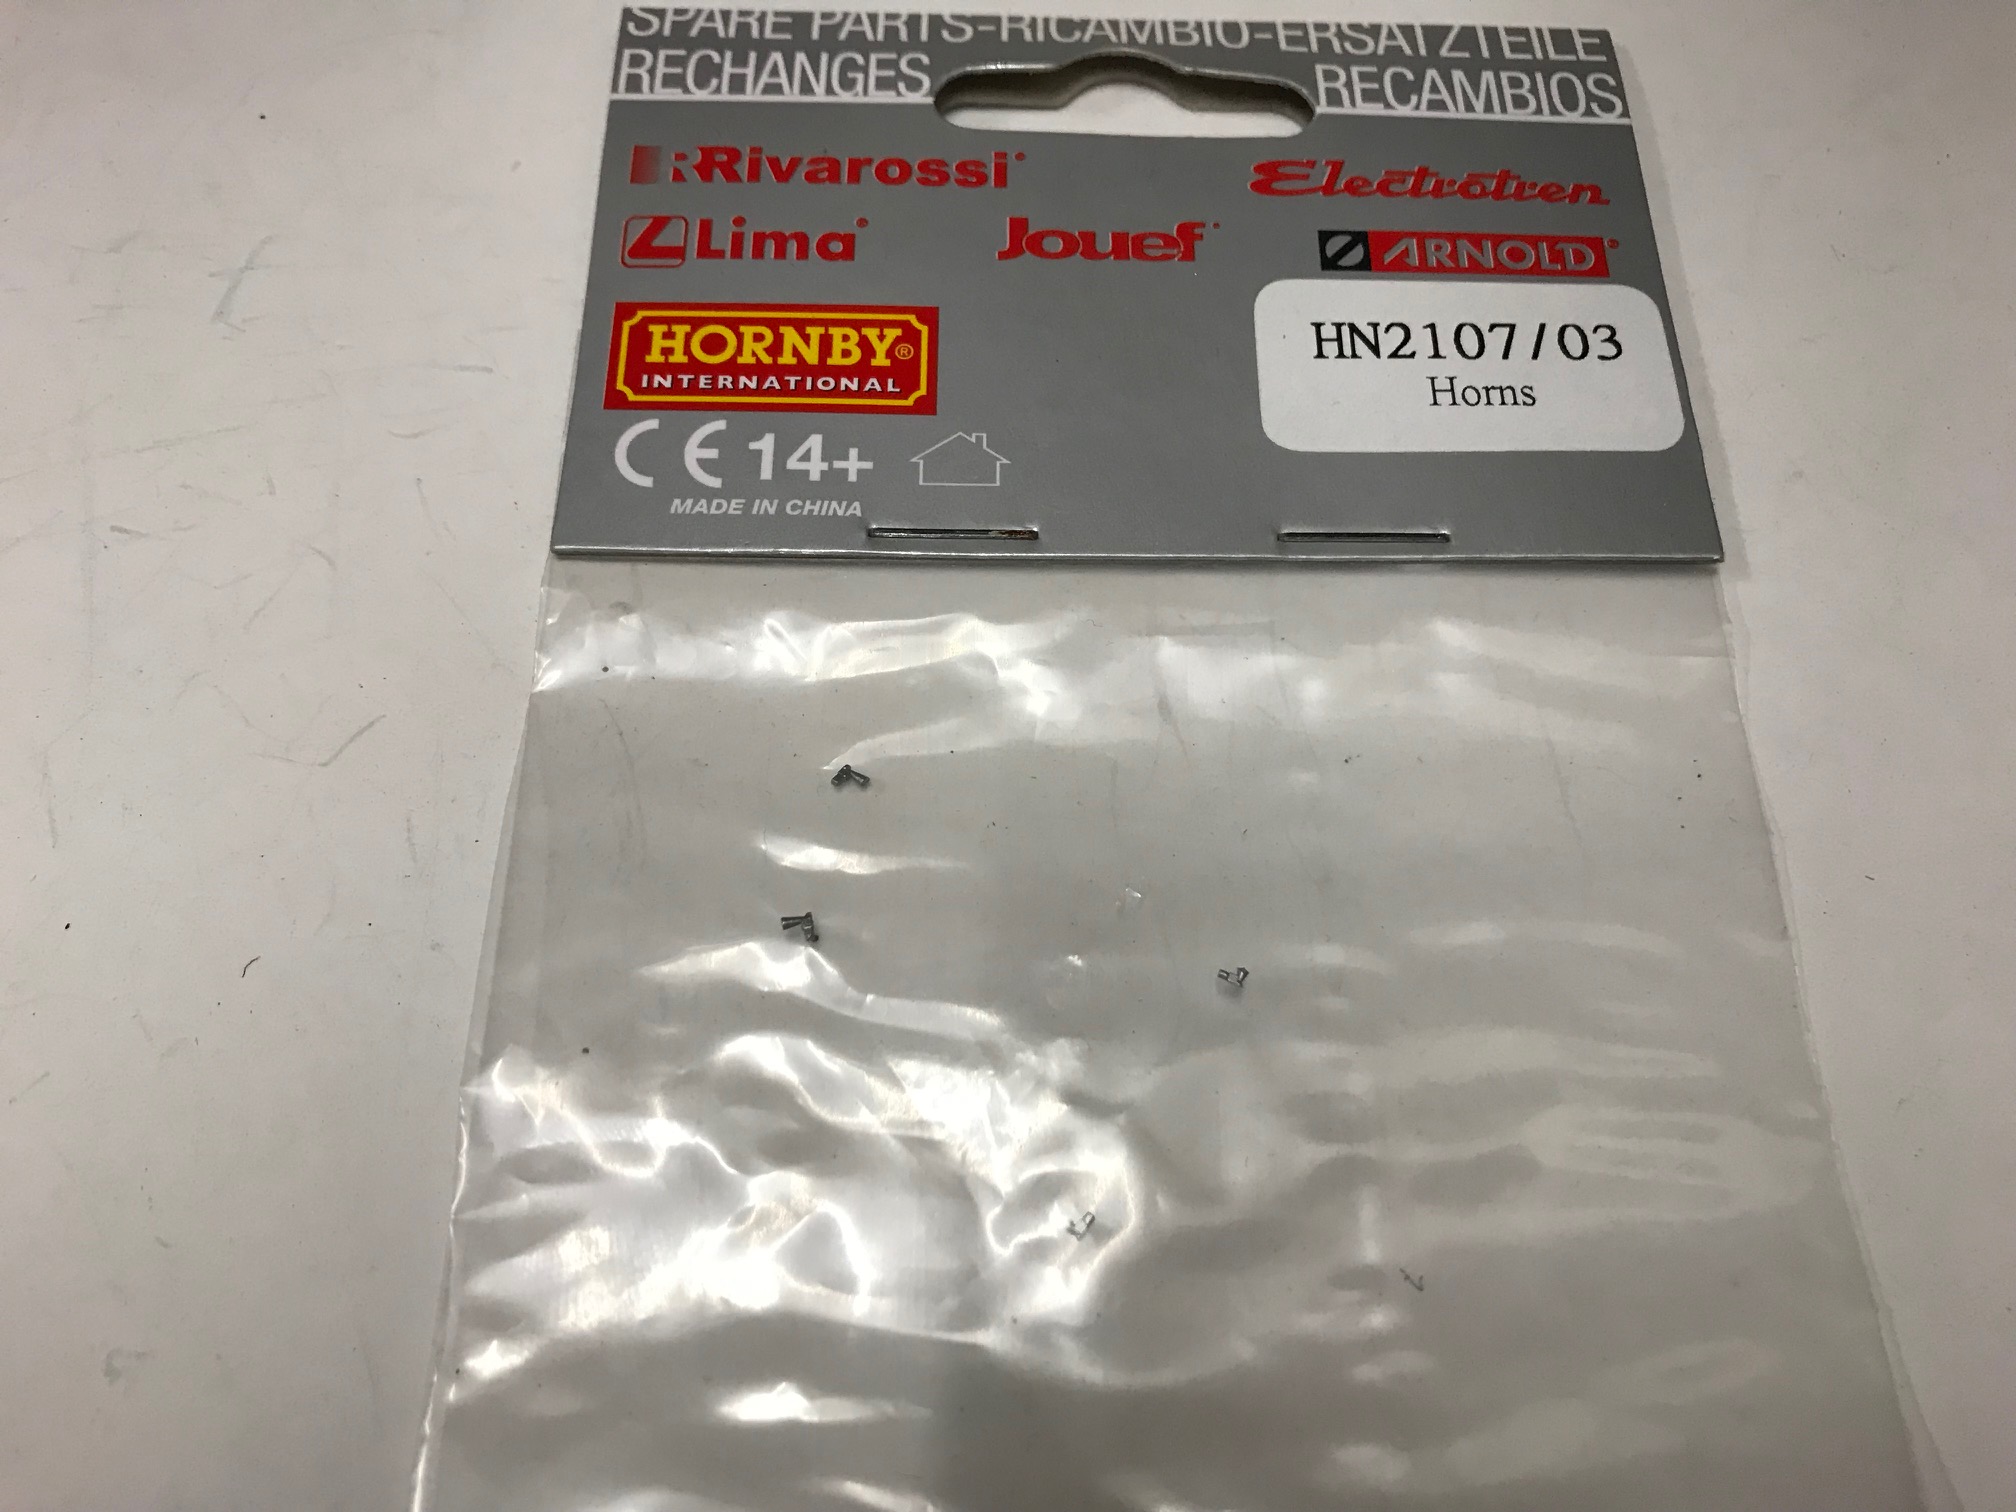 SPARE PARTS-RICAMBIO-ERSATZTEILE
RECHANGES RECAMBIOS
Rivarossi Electrotren
Lima® Jouef ARNOLD®
HORNBY®
INTERNATIONAL
HN2107/03
Horns
CE 14+
MADE IN CHINA